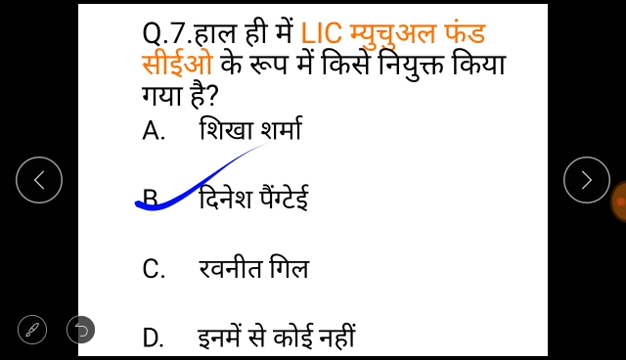 Q.7.हाल ही में LIC म्युचुअल फंड
सीईओ के रूप में किसे नियुक्त किया
गया है?
A. शिखा शर्मा
B. दिनेश पैंग्टेई
C. रवनीत गिल
D. इनमें से कोई नहीं